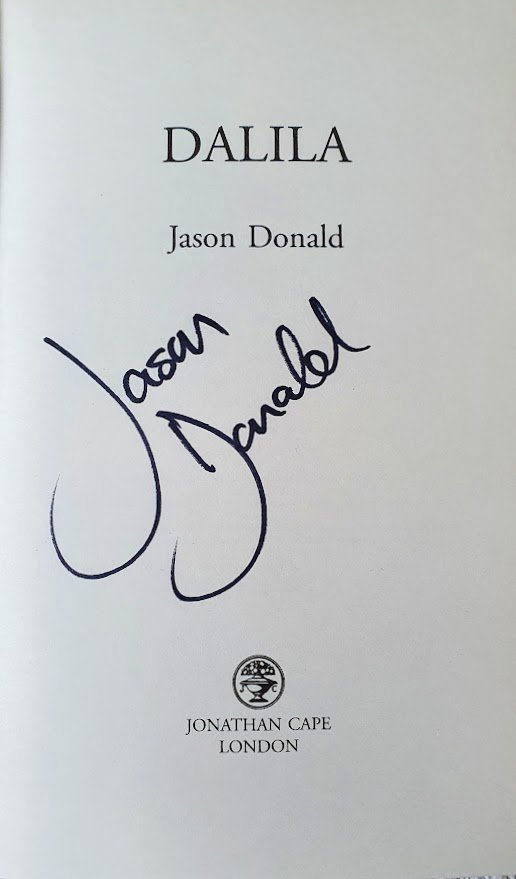 DALILA
Jason Donald
Jason
Donald
J C
JONATHAN CAPE
LONDON